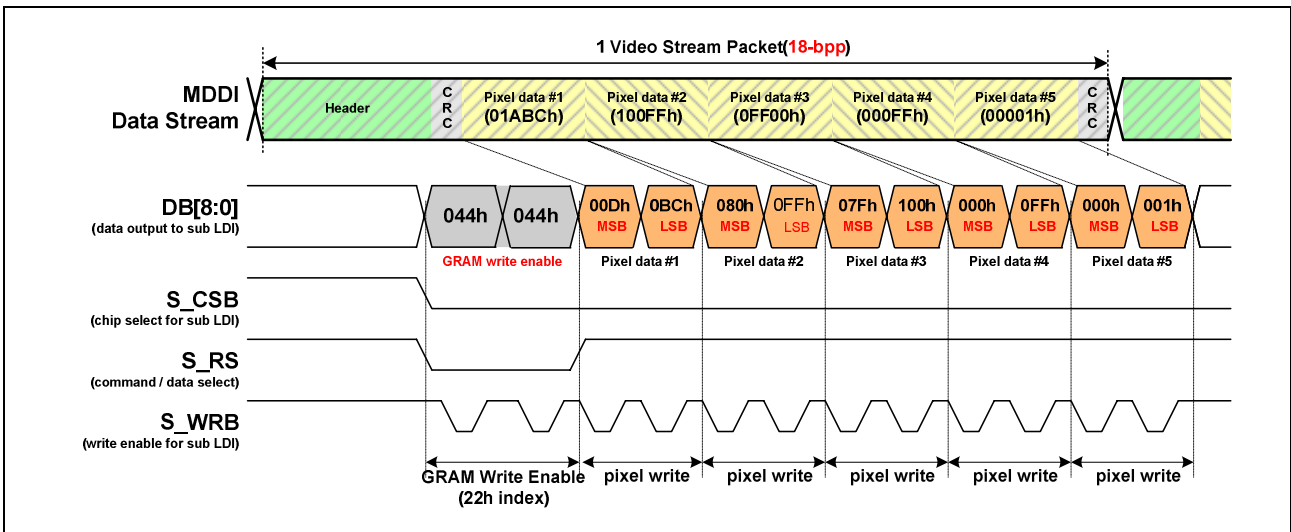 1 Video Stream Packet(18-bpp)
MDDI
Data Stream
Header
C
R
C
Pixel data #1
(01ABCh)
Pixel data #2
(100FFh)
Pixel data #3
(0FF00h)
Pixel data #4
(000FFh)
Pixel data #5
(00001h)
C
R
C
DB[8:0]
(data output to sub LDI)
044h 044h
00Dh 0BCh 080h 0FFh 07Fh 100h 000h 0FFh 000h 001h
MSB LSB MSB LSB MSB LSB MSB LSB MSB LSB
GRAM write enable Pixel data #1 Pixel data #2 Pixel data #3 Pixel data #4 Pixel data #5
S_CSB
(chip select for sub LDI)
S_RS
(command / data select)
S_WRB
(write enable for sub LDI)
GRAM Write Enable
(22h index)
pixel write pixel write pixel write pixel write pixel write